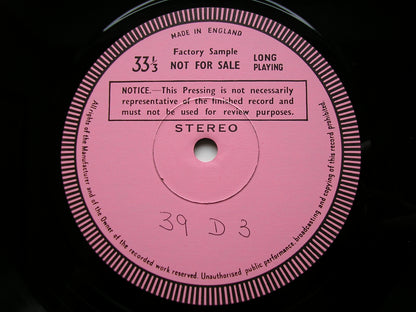 MADE IN ENGLAND
Factory Sample
33 1/3 NOT FOR SALE LONG PLAYING
NOTICE.—This Pressing is not necessarily
representative of the finished record and
must not be used for review purposes.
STEREO
39 D 3
All rights of the Manufacturer and of the Owner of the recorded work reserved. Unauthorised public performance, broadcasting and copying of this record prohibited